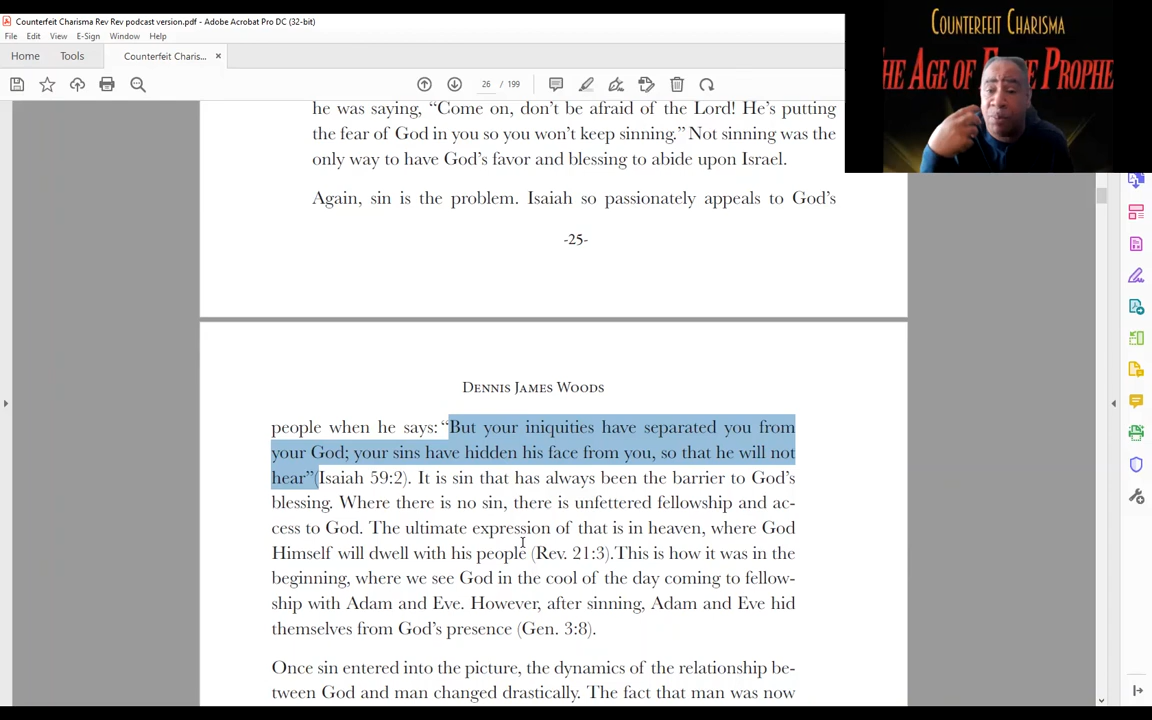 Counterfeit Charisma Rev Rev podcast version.pdf - Adobe Acrobat Pro DC (32-bit)
File Edit View E-Sign Window Help
Home Tools Counterfeit Charis... ×
26 / 199
COUNTERFEIT CHARISMA
HE AGE OF PROPHE
he was saying, “Come on, don’t be afraid of the Lord! He’s putting
the fear of God in you so you won’t keep sinning.” Not sinning was the
only way to have God’s favor and blessing to abide upon Israel.
Again, sin is the problem. Isaiah so passionately appeals to God’s
-25-
DENNIS JAMES WOODS
people when he says: “But your iniquities have separated you from
your God; your sins have hidden his face from you, so that he will not
hear”(Isaiah 59:2). It is sin that has always been the barrier to God’s
blessing. Where there is no sin, there is unfettered fellowship and ac-
cess to God. The ultimate expression of that is in heaven, where God
Himself will dwell with his people (Rev. 21:3).This is how it was in the
beginning, where we see God in the cool of the day coming to fellow-
ship with Adam and Eve. However, after sinning, Adam and Eve hid
themselves from God’s presence (Gen. 3:8).
Once sin entered into the picture, the dynamics of the relationship be-
tween God and man changed drastically. The fact that man was now